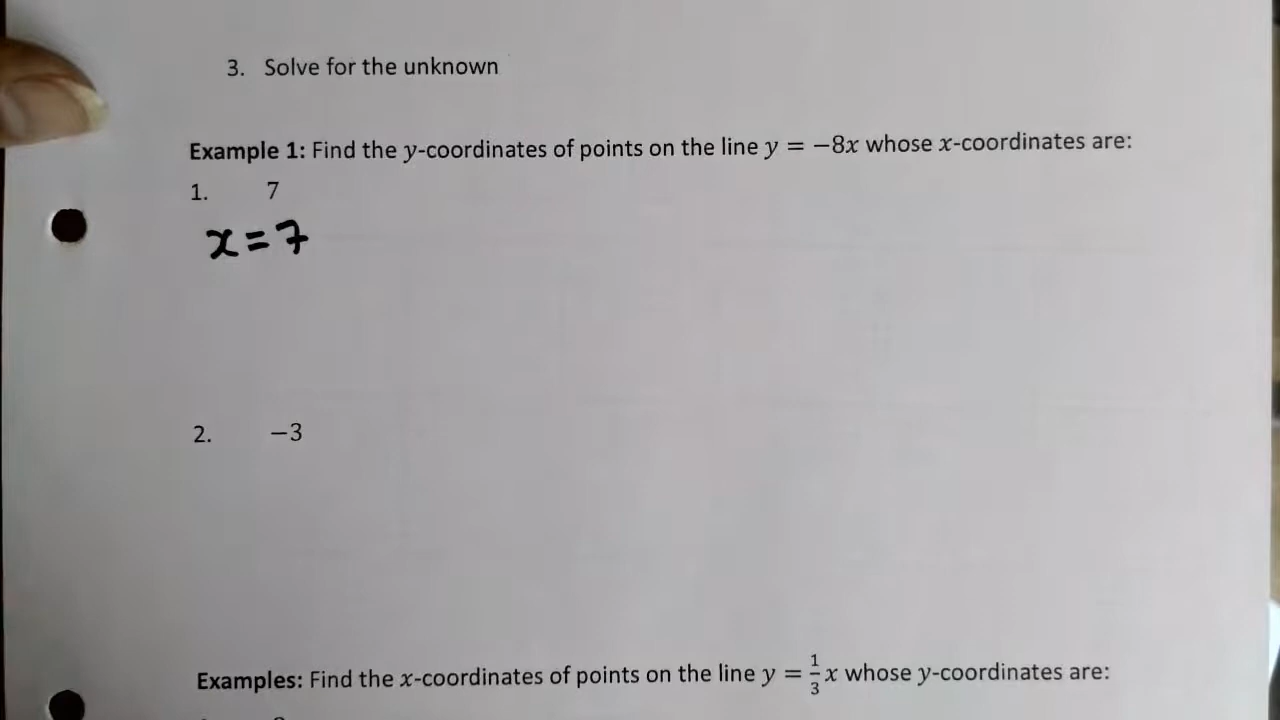 3. Solve for the unknown
Example 1: Find the y-coordinates of points on the line y = −8x whose x-coordinates are:
1. 7
x = 7
2. −3
Examples: Find the x-coordinates of points on the line y = 1/3 x whose y-coordinates are: